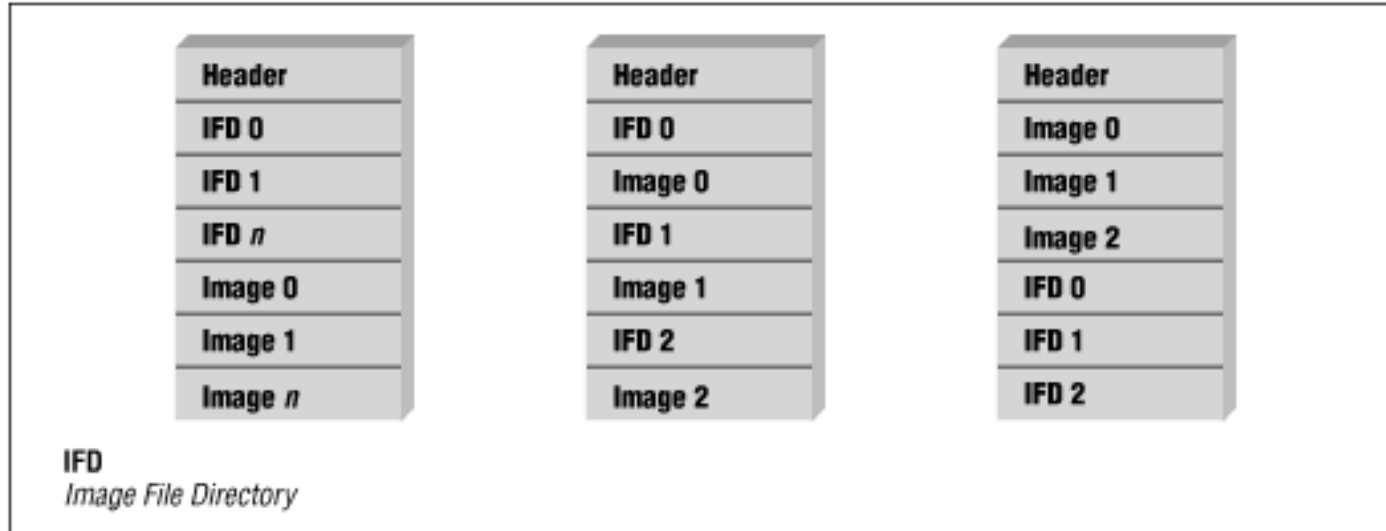 Header
IFD 0
IFD 1
IFD n
Image 0
Image 1
Image n
Header
IFD 0
Image 0
IFD 1
Image 1
IFD 2
Image 2
Header
Image 0
Image 1
Image 2
IFD 0
IFD 1
IFD 2
IFD
Image File Directory